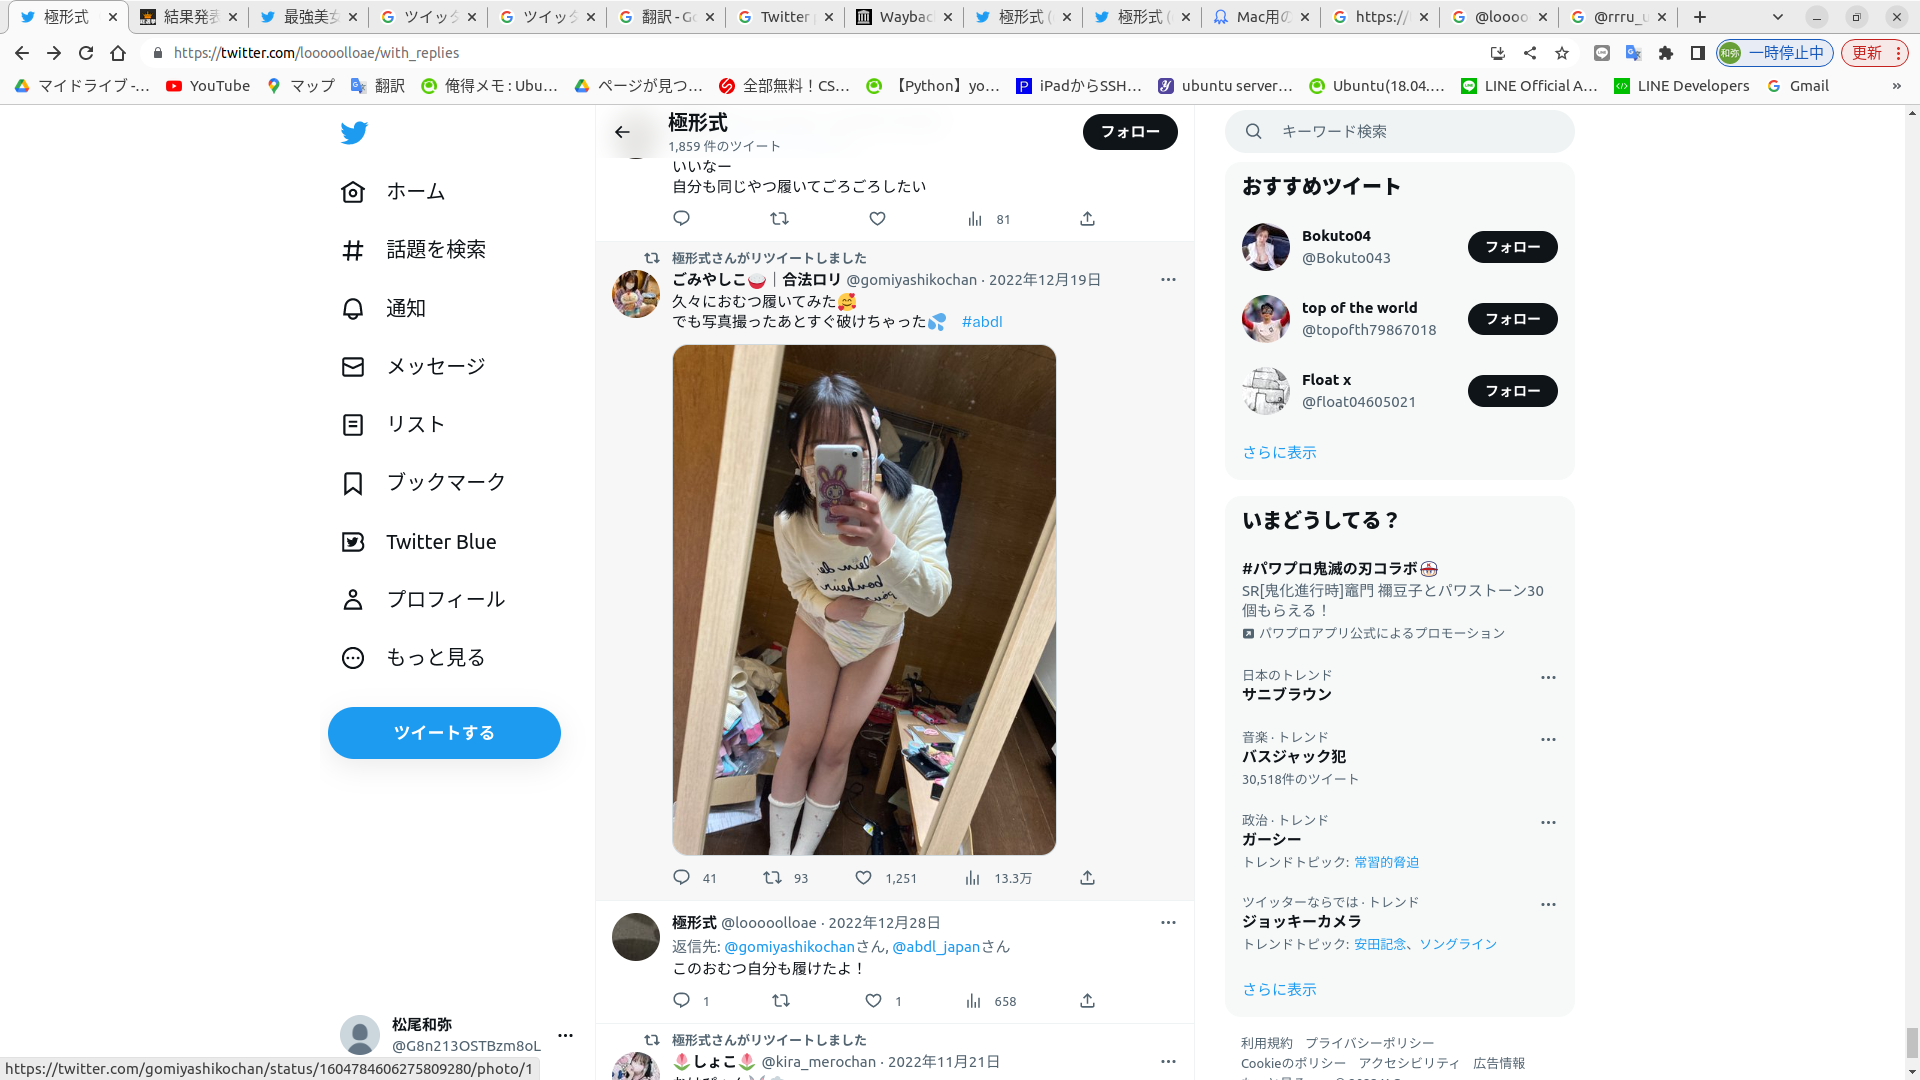 極形式
結果発表
最強美女
ツイッタ
ツイッタ
翻訳 - Go
Twitter p
Wayback
極形式 (
極形式 (
Mac用の
https://t
@loooo
@rrru_u
https://twitter.com/looooolloae/with_replies
和弥 一時停止中
更新
マイドライブ -...
YouTube
マップ
翻訳
俺得メモ : Ubu...
ページが見つ...
全部無料！CS...
【Python】yo...
iPadからSSH...
ubuntu server...
Ubuntu(18.04....
LINE Official A...
LINE Developers
Gmail
»
ホーム
話題を検索
通知
メッセージ
リスト
ブックマーク
Twitter Blue
プロフィール
もっと見る
ツイートする
松尾和弥
@G8n213OSTBzm8oL
https://twitter.com/gomiyashikochan/status/1604784606275809280/photo/1
極形式
1,859 件のツイート
フォロー
いいなー
自分も同じやつ履いてごろごろしたい
81
極形式さんがリツイートしました
ごみやしこ🍚｜合法ロリ @gomiyashikochan · 2022年12月19日
久々におむつ履いてみた🥰
でも写真撮ったあとすぐ破けちゃった💦 #abdl
41 93 1,251 13.3万
極形式 @looooolloae · 2022年12月28日
返信先: @gomiyashikochanさん, @abdl_japanさん
このおむつ自分も履けたよ！
1 1 658
極形式さんがリツイートしました
🌷しょこ🌷 @kira_merochan · 2022年11月21日
キーワード検索
おすすめツイート
Bokuto04
@Bokuto043
フォロー
top of the world
@topofth79867018
フォロー
Float x
@float04605021
フォロー
さらに表示
いまどうしてる？
#パワプロ鬼滅の刃コラボ
SR[鬼化進行時]竈門 禰豆子とパワストーン30
個もらえる！
パワプロアプリ公式によるプロモーション
日本のトレンド
サニブラウン
音楽 · トレンド
バスジャック犯
30,518件のツイート
政治 · トレンド
ガーシー
トレンドトピック: 常習的脅迫
ツイッターならでは · トレンド
ジョッキーカメラ
トレンドトピック: 安田記念、ソングライン
さらに表示
利用規約 プライバシーポリシー
Cookieのポリシー アクセシビリティ 広告情報